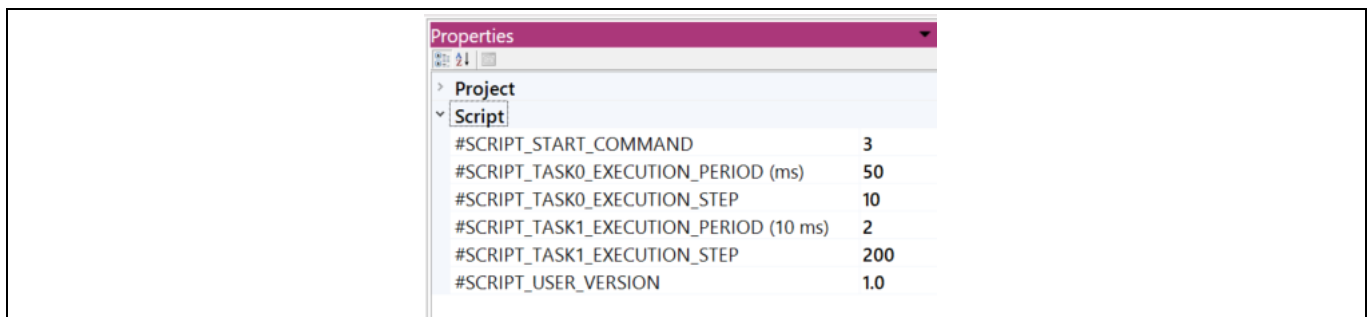 Properties
Project
Script
#SCRIPT_START_COMMAND 3
#SCRIPT_TASK0_EXECUTION_PERIOD (ms) 50
#SCRIPT_TASK0_EXECUTION_STEP 10
#SCRIPT_TASK1_EXECUTION_PERIOD (10 ms) 2
#SCRIPT_TASK1_EXECUTION_STEP 200
#SCRIPT_USER_VERSION 1.0